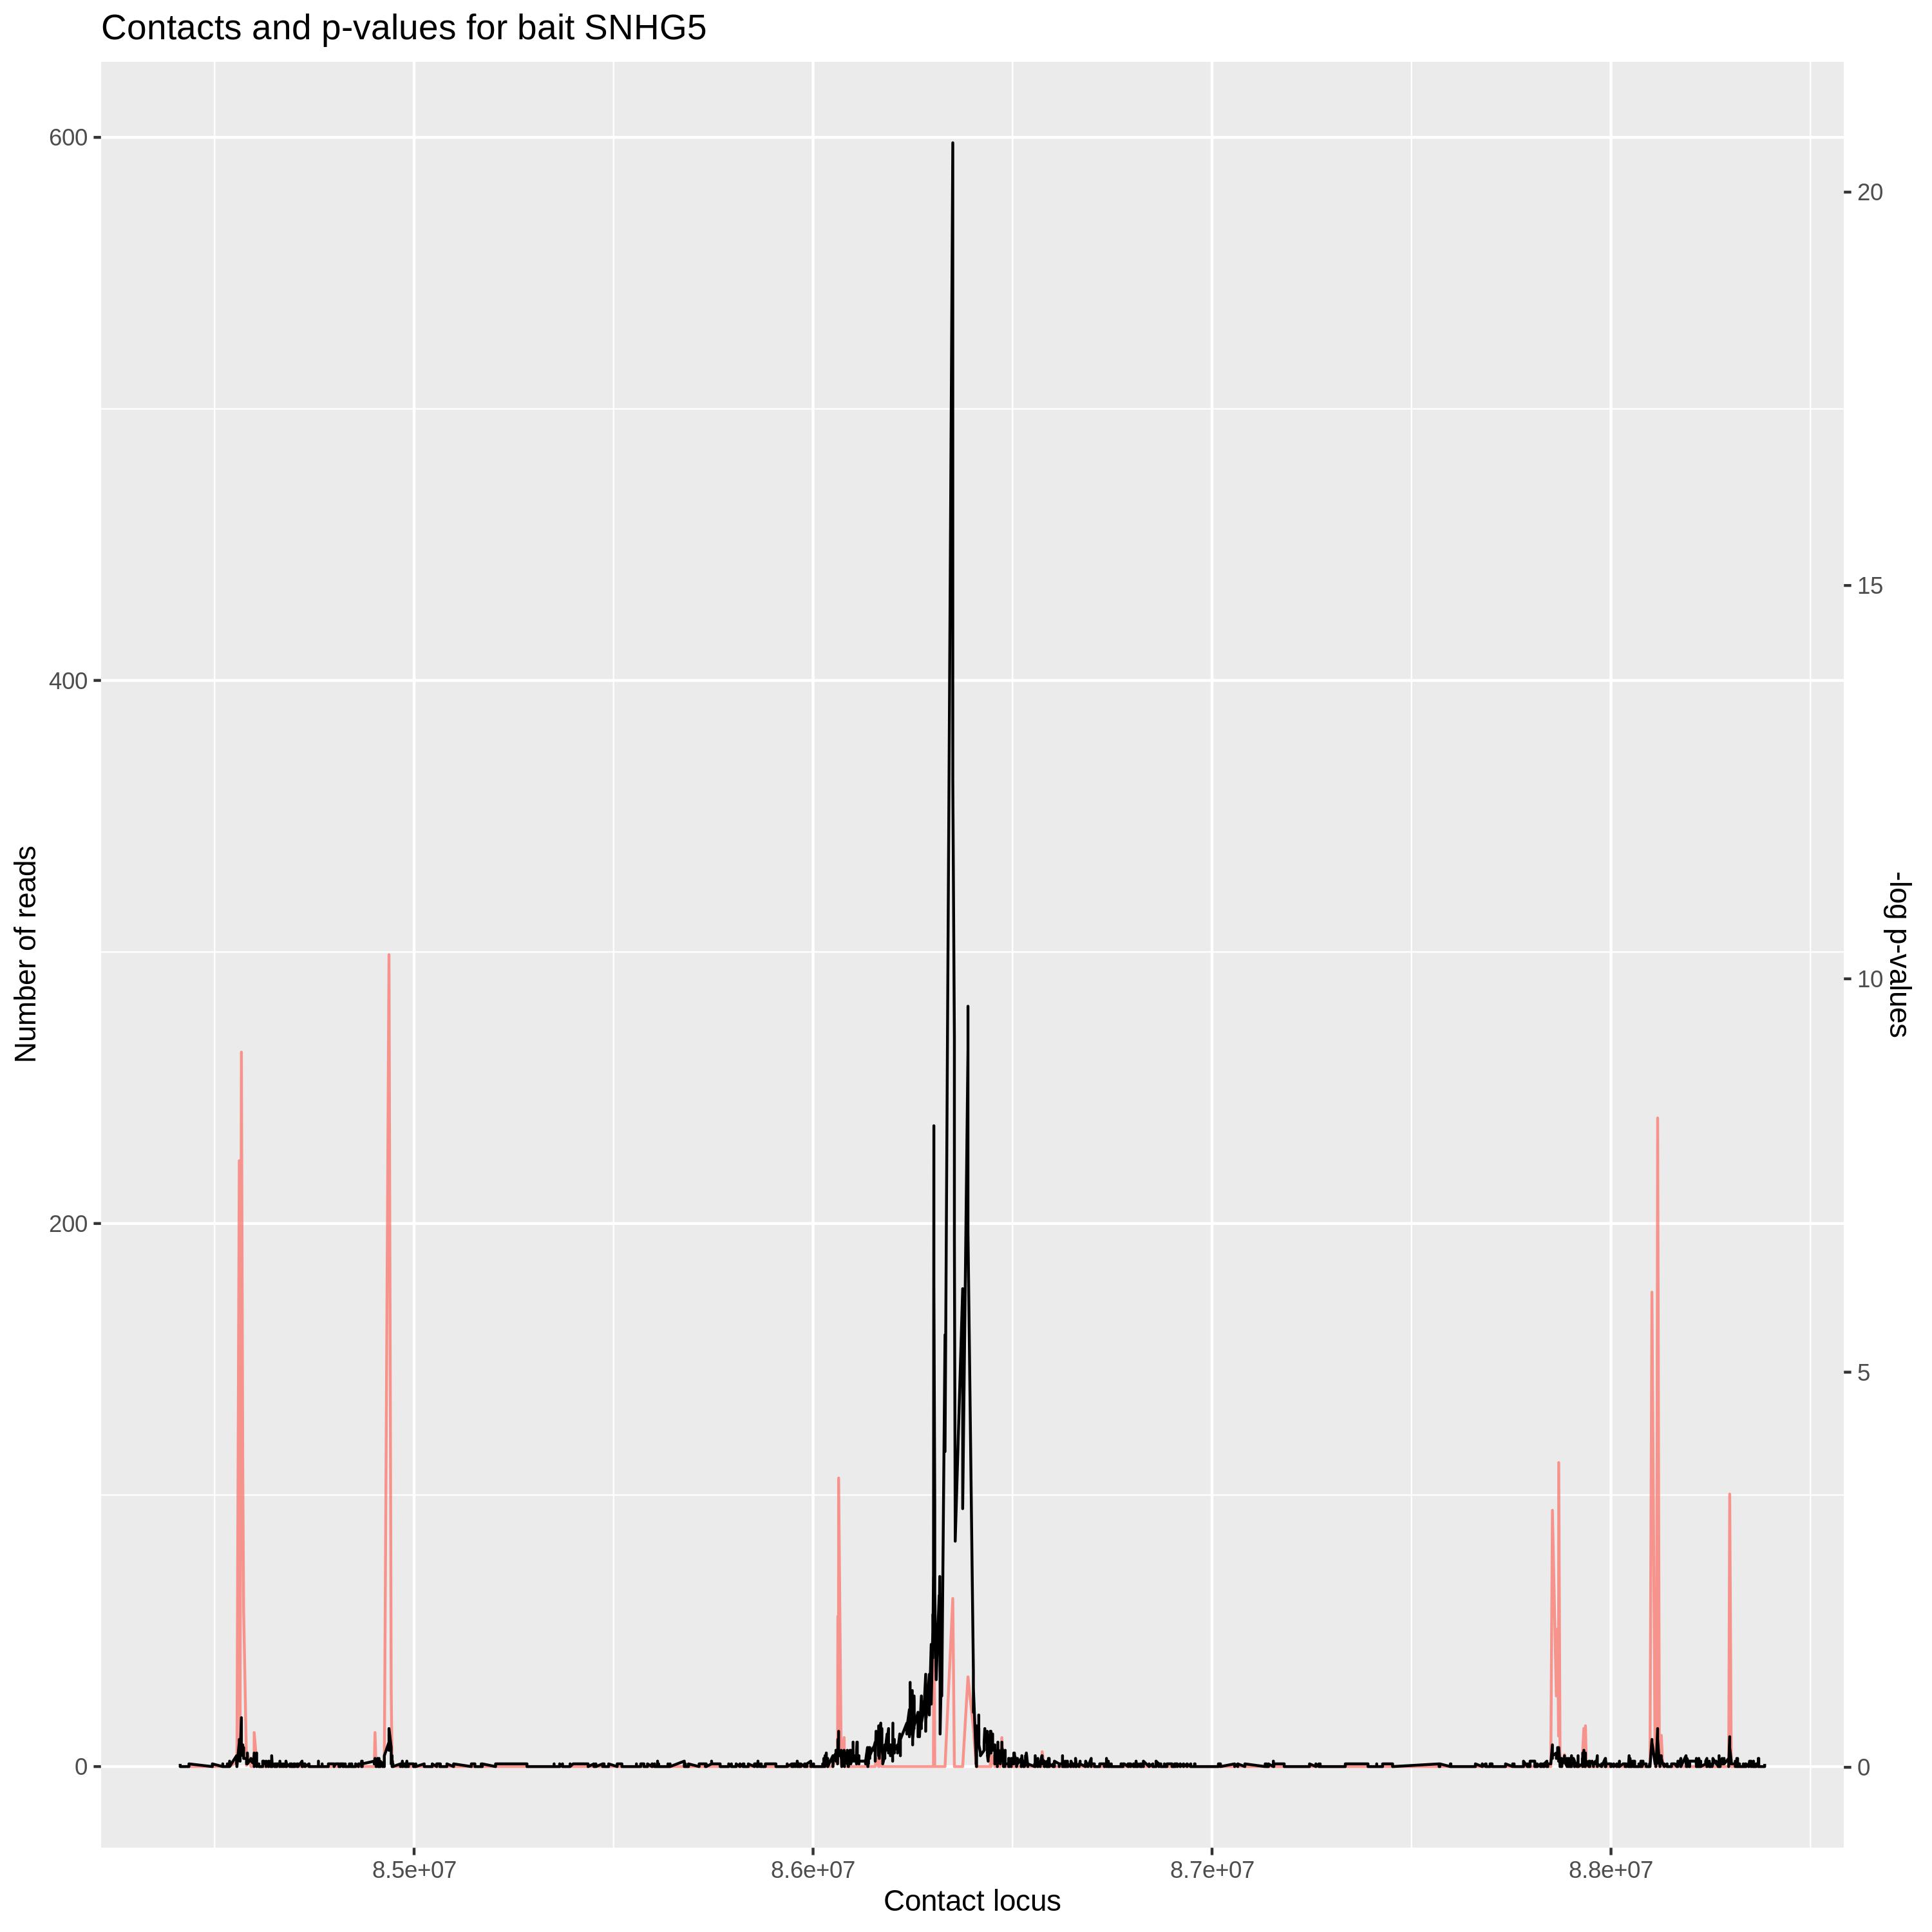 Contacts and p-values for bait SNHG5
600
400
200
0
Number of reads
20
15
10
5
0
-log p-values
8.5e+07 8.6e+07 8.7e+07 8.8e+07
Contact locus